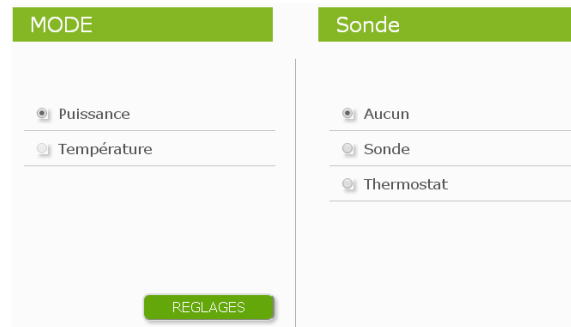 MODE
Puissance
Température
REGLAGES
Sonde
Aucun
Sonde
Thermostat